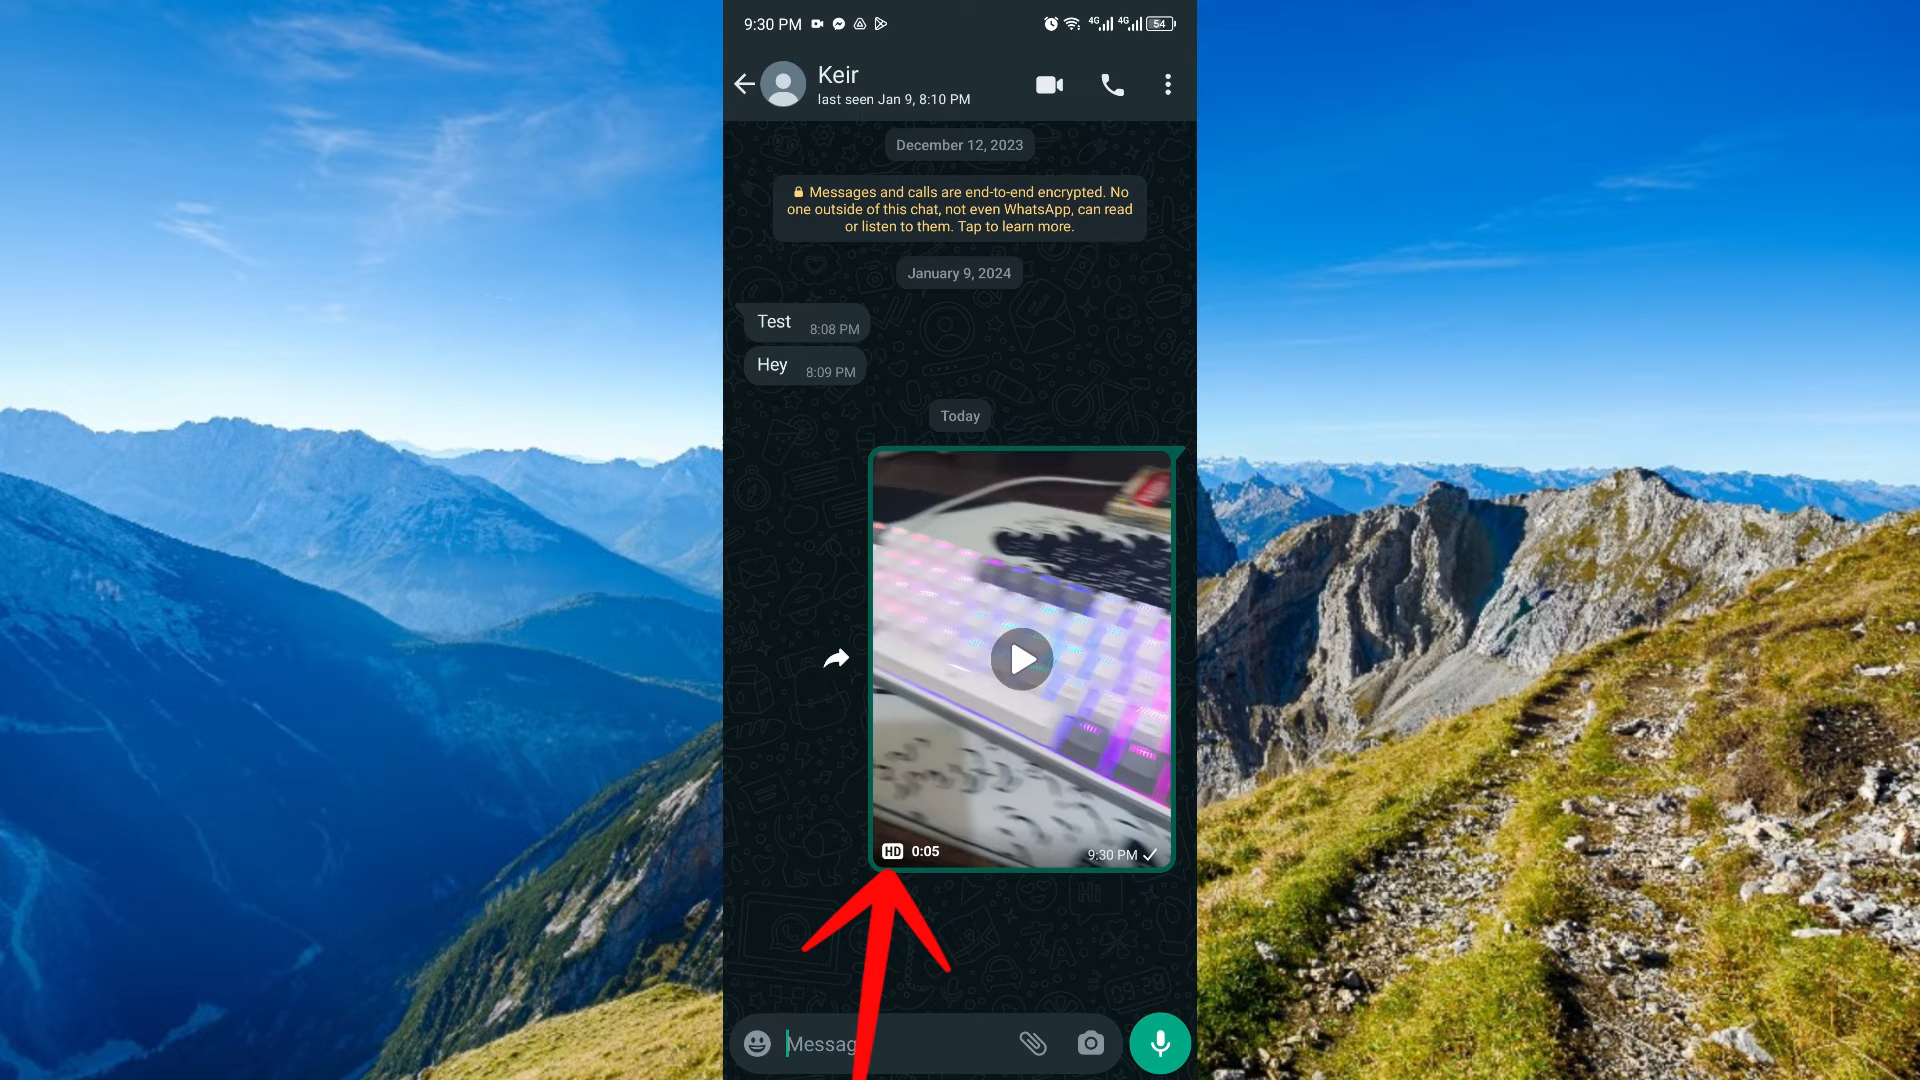 9:30 PM
4G 4G 54
Keir
last seen Jan 9, 8:10 PM
December 12, 2023
Messages and calls are end-to-end encrypted. No
one outside of this chat, not even WhatsApp, can read
or listen to them. Tap to learn more.
January 9, 2024
Test 8:08 PM
Hey 8:09 PM
Today
HD 0:05 9:30 PM
Messag